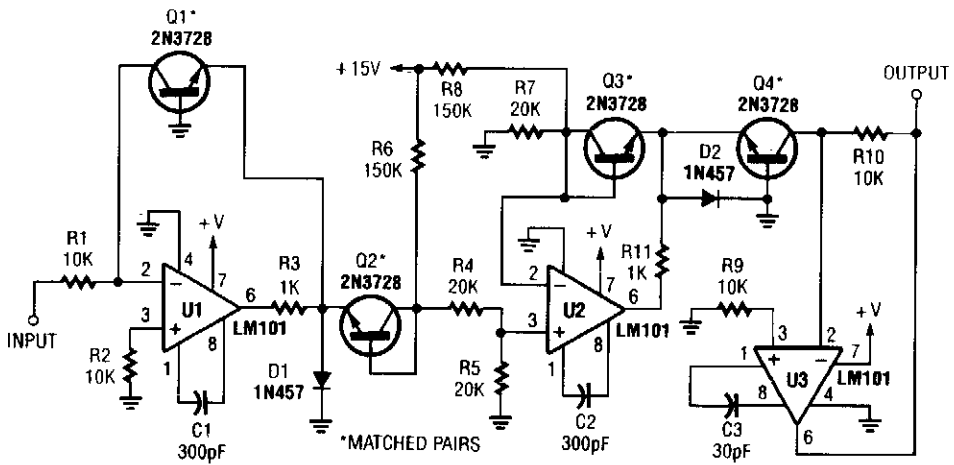 Q1*
2N3728
+ 15V
R8
150K
R7
20K
Q3*
2N3728
Q4*
2N3728
OUTPUT
R6
150K
D2
1N457
R10
10K
R1
10K
+ V
4
7
2
−
3
+
U1
6
LM101
1
8
R3
1K
Q2*
2N3728
R4
20K
+ V
2
−
3
+
U2
7
6
LM101
1
8
R11
1K
R9
10K
+ V
INPUT
R2
10K
D1
1N457
R5
20K
3
2
7
1
+
−
LM101
8
U3
4
6
C1
300pF
*MATCHED PAIRS
C2
300pF
C3
30pF